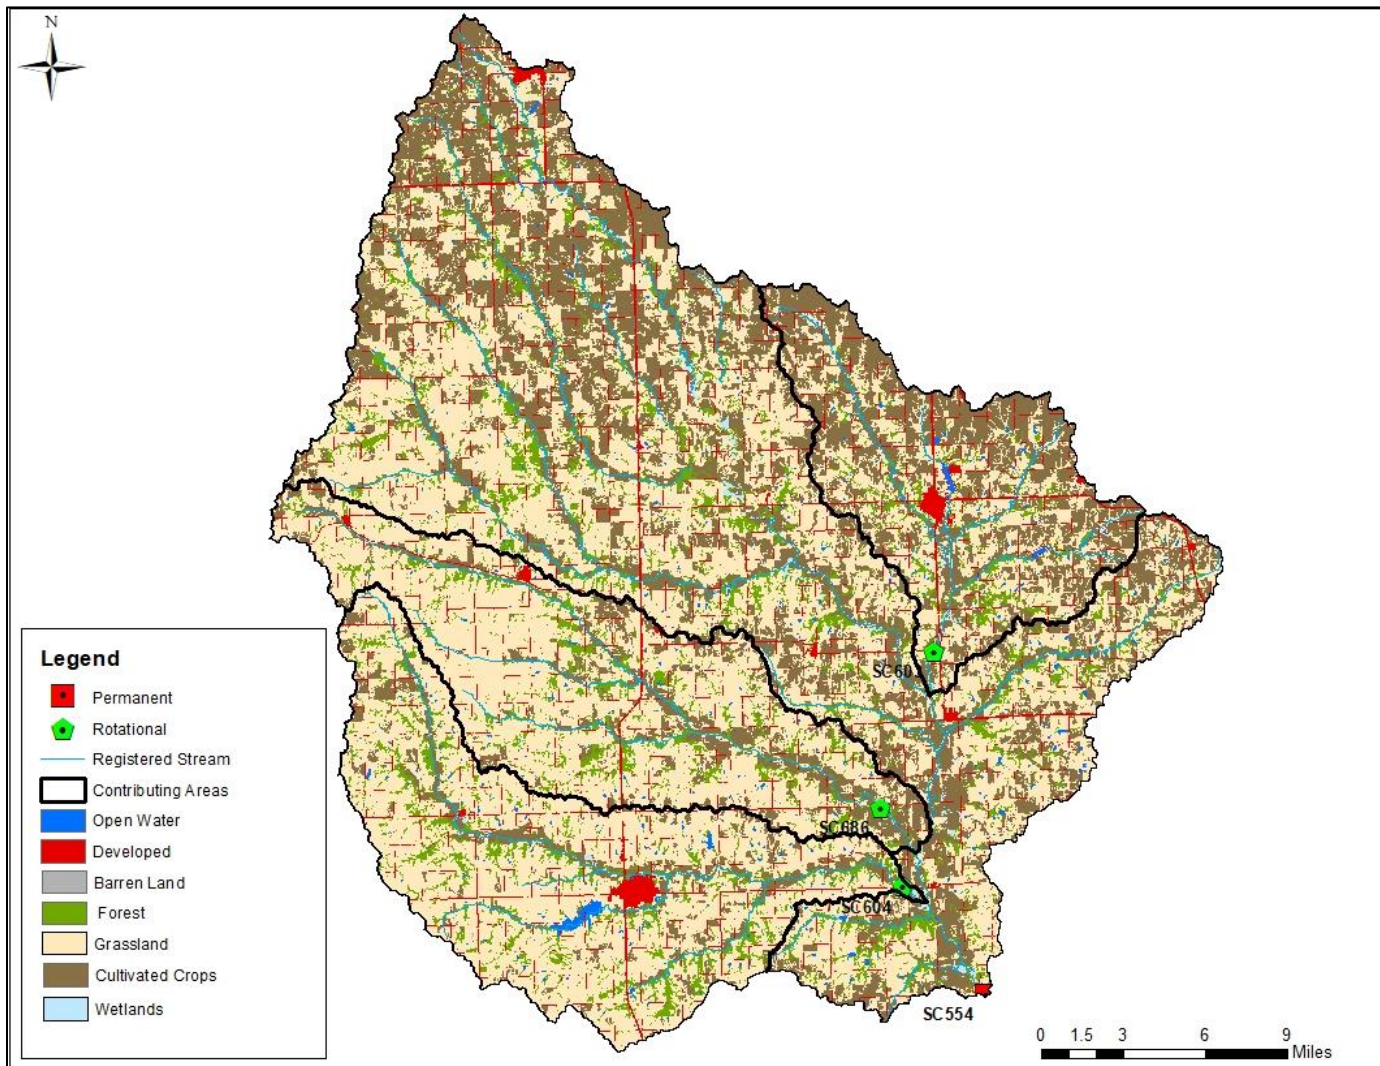 N
SC60
SC686
SC604
SC554
Legend
Permanent
Rotational
Registered Stream
Contributing Areas
Open Water
Developed
Barren Land
Forest
Grassland
Cultivated Crops
Wetlands
0 1.5 3 6 9
Miles